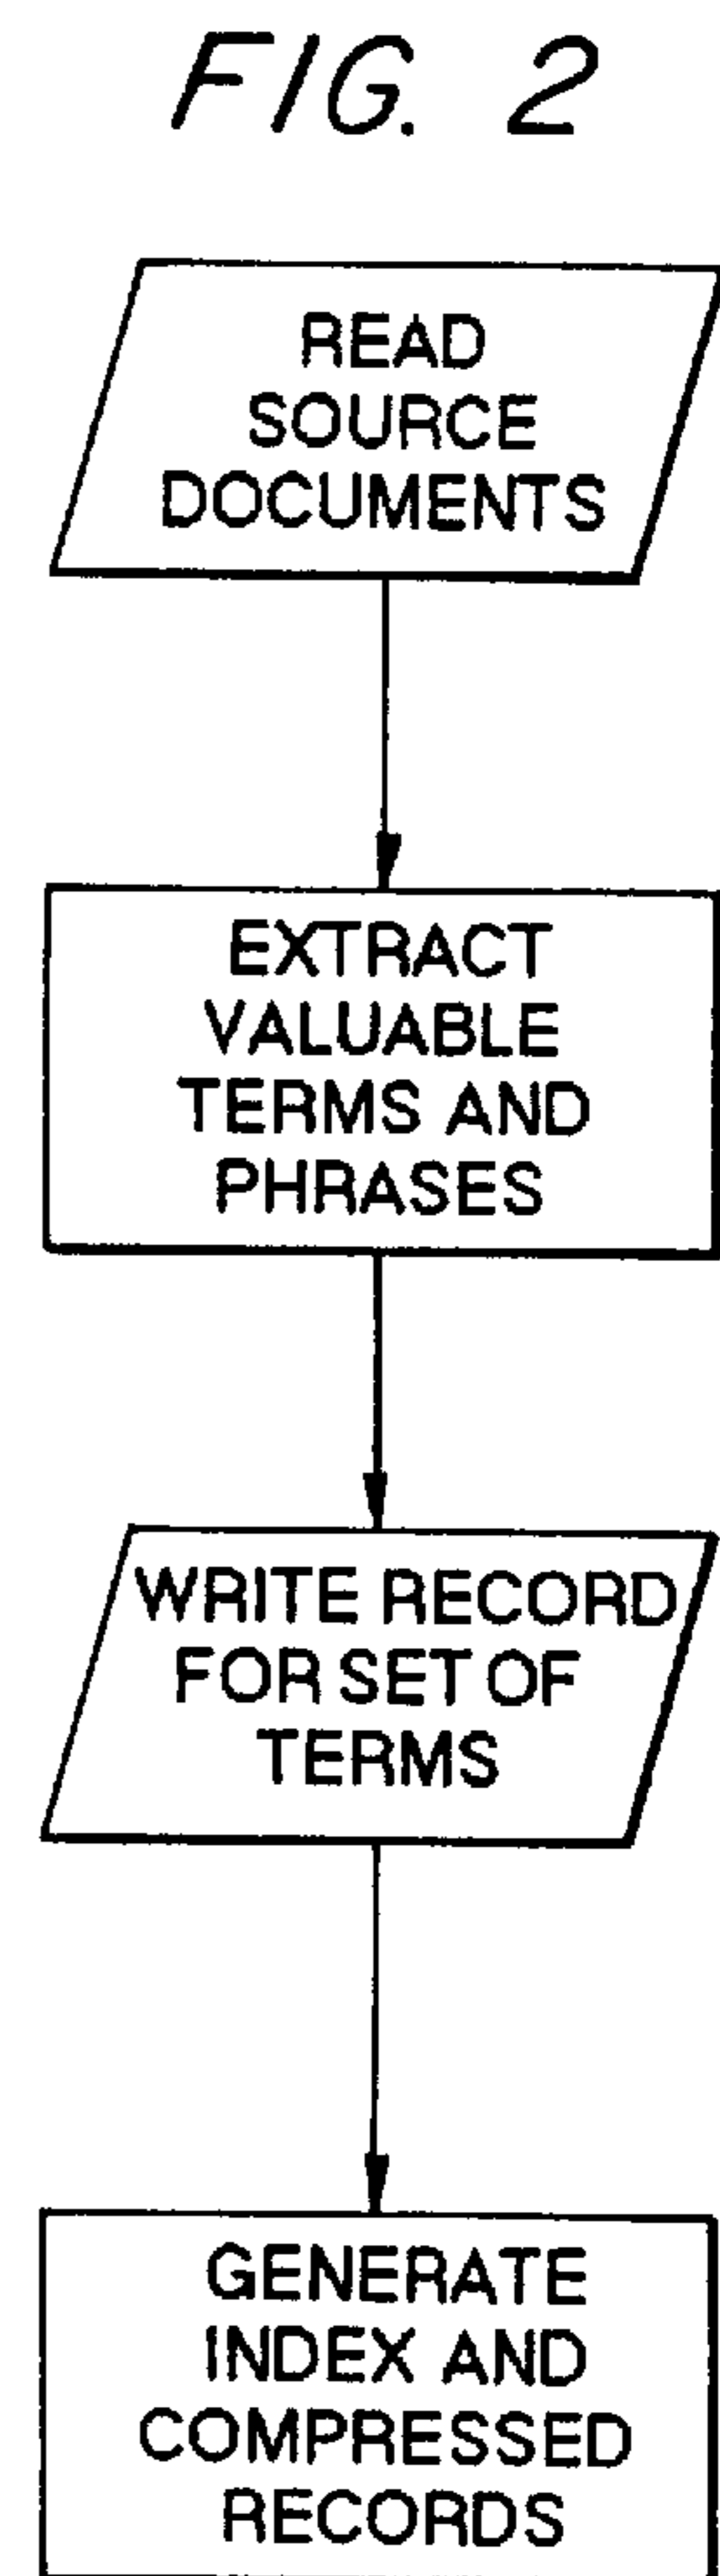 FIG. 2
READ
SOURCE
DOCUMENTS
EXTRACT
VALUABLE
TERMS AND
PHRASES
WRITE RECORD
FOR SET OF
TERMS
GENERATE
INDEX AND
COMPRESSED
RECORDS